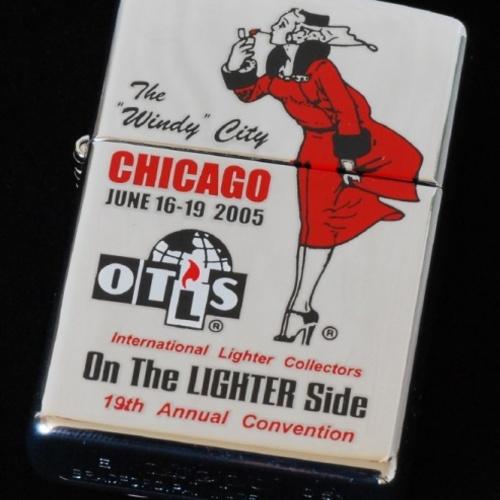 The
"Windy" City
CHICAGO
JUNE 16-19 2005
OTLS
®
®
International Lighter Collectors
On The LIGHTER Side
19th Annual Convention